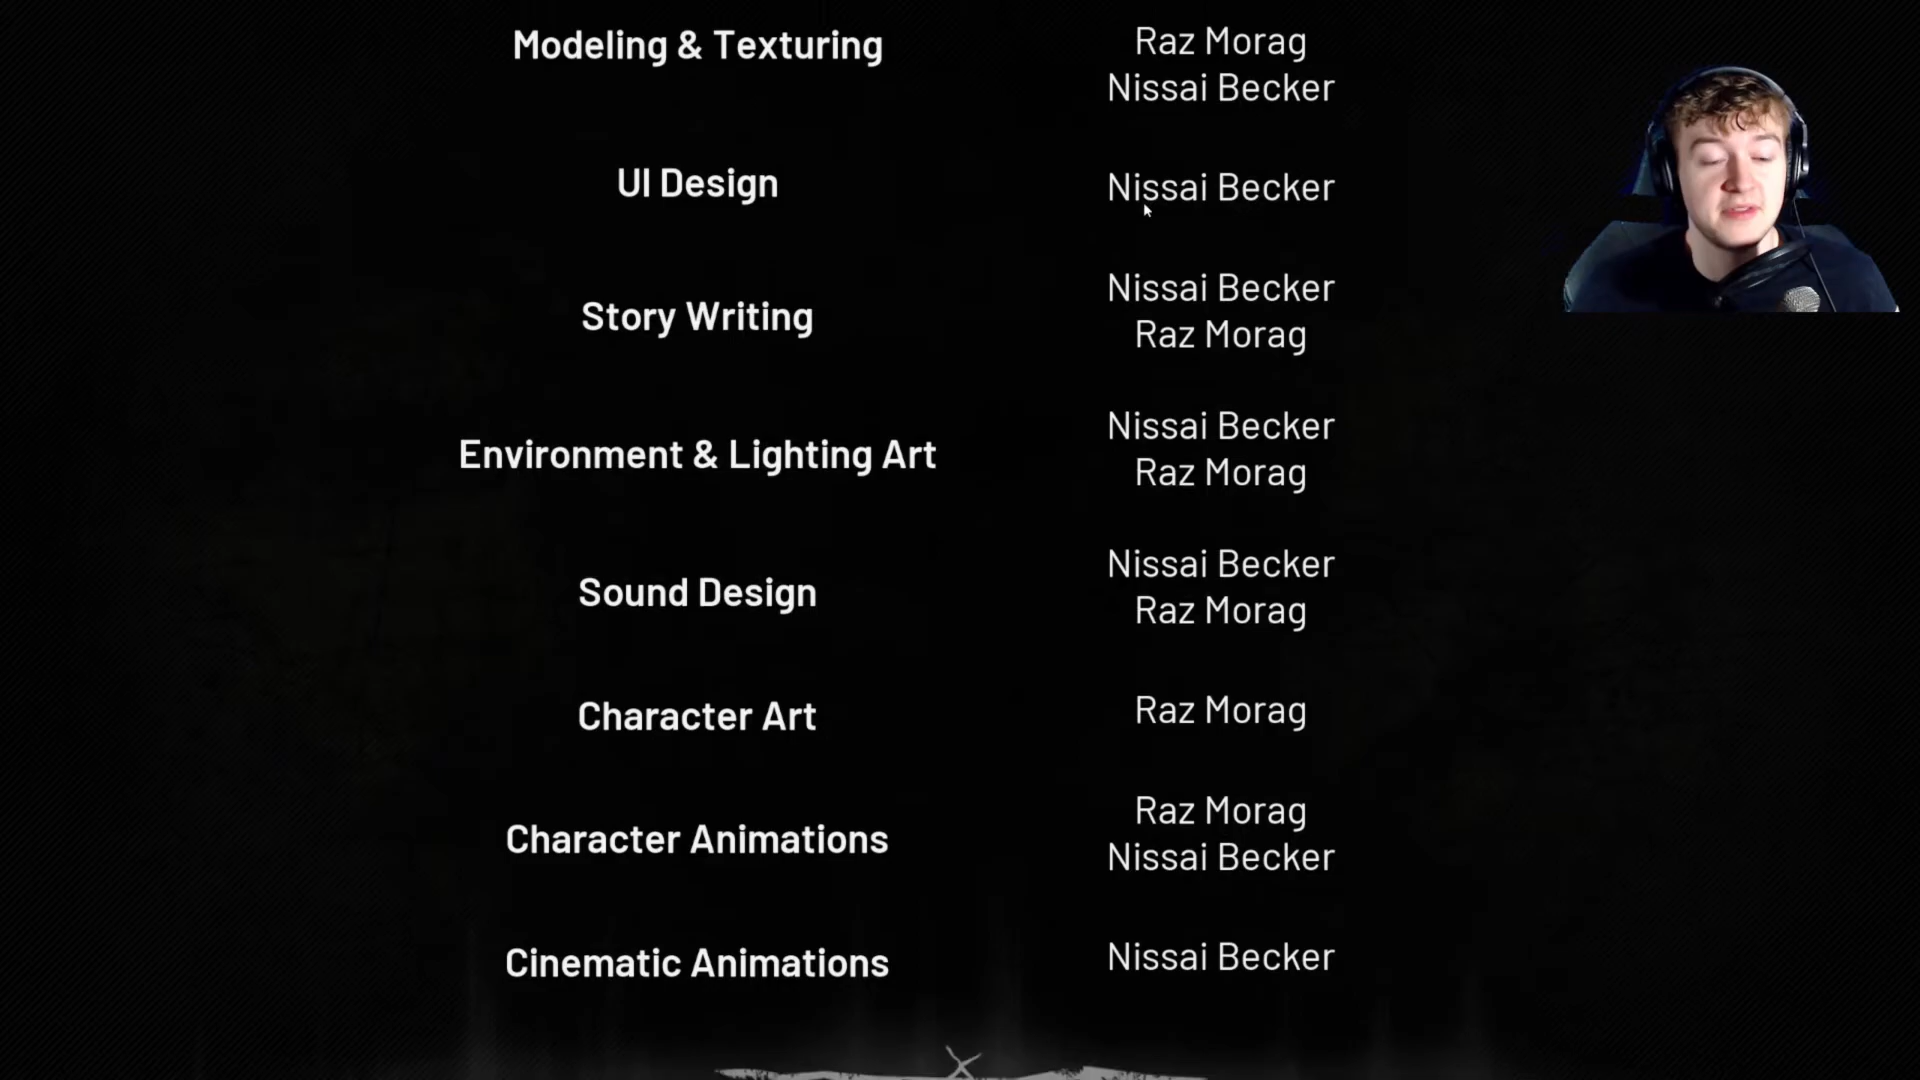 Modeling & Texturing
Raz Morag
Nissai Becker
UI Design
Nissai Becker
Story Writing
Nissai Becker
Raz Morag
Environment & Lighting Art
Nissai Becker
Raz Morag
Sound Design
Nissai Becker
Raz Morag
Character Art
Raz Morag
Character Animations
Raz Morag
Nissai Becker
Cinematic Animations
Nissai Becker